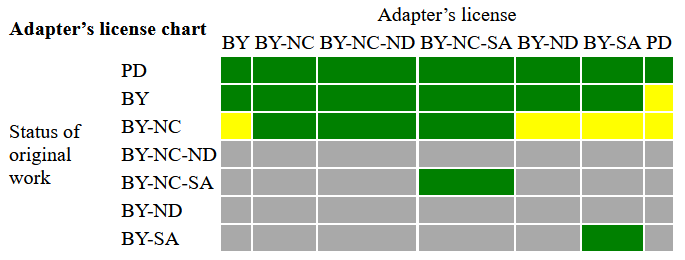 Adapter's license chart
Adapter's license
BY BY-NC BY-NC-ND BY-NC-SA BY-ND BY-SA PD
Status of original work
PD
BY
BY-NC
BY-NC-ND
BY-NC-SA
BY-ND
BY-SA